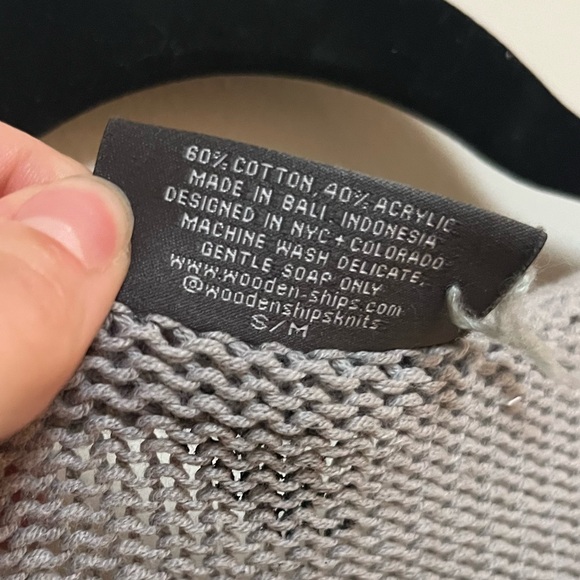 60% COTTON, 40% ACRYLIC
MADE IN BALI, INDONESIA
DESIGNED IN NYC + COLORADO
MACHINE WASH DELICATE,
GENTLE SOAP ONLY
www.wooden-ships.com
@woodenshipsknits
S/M